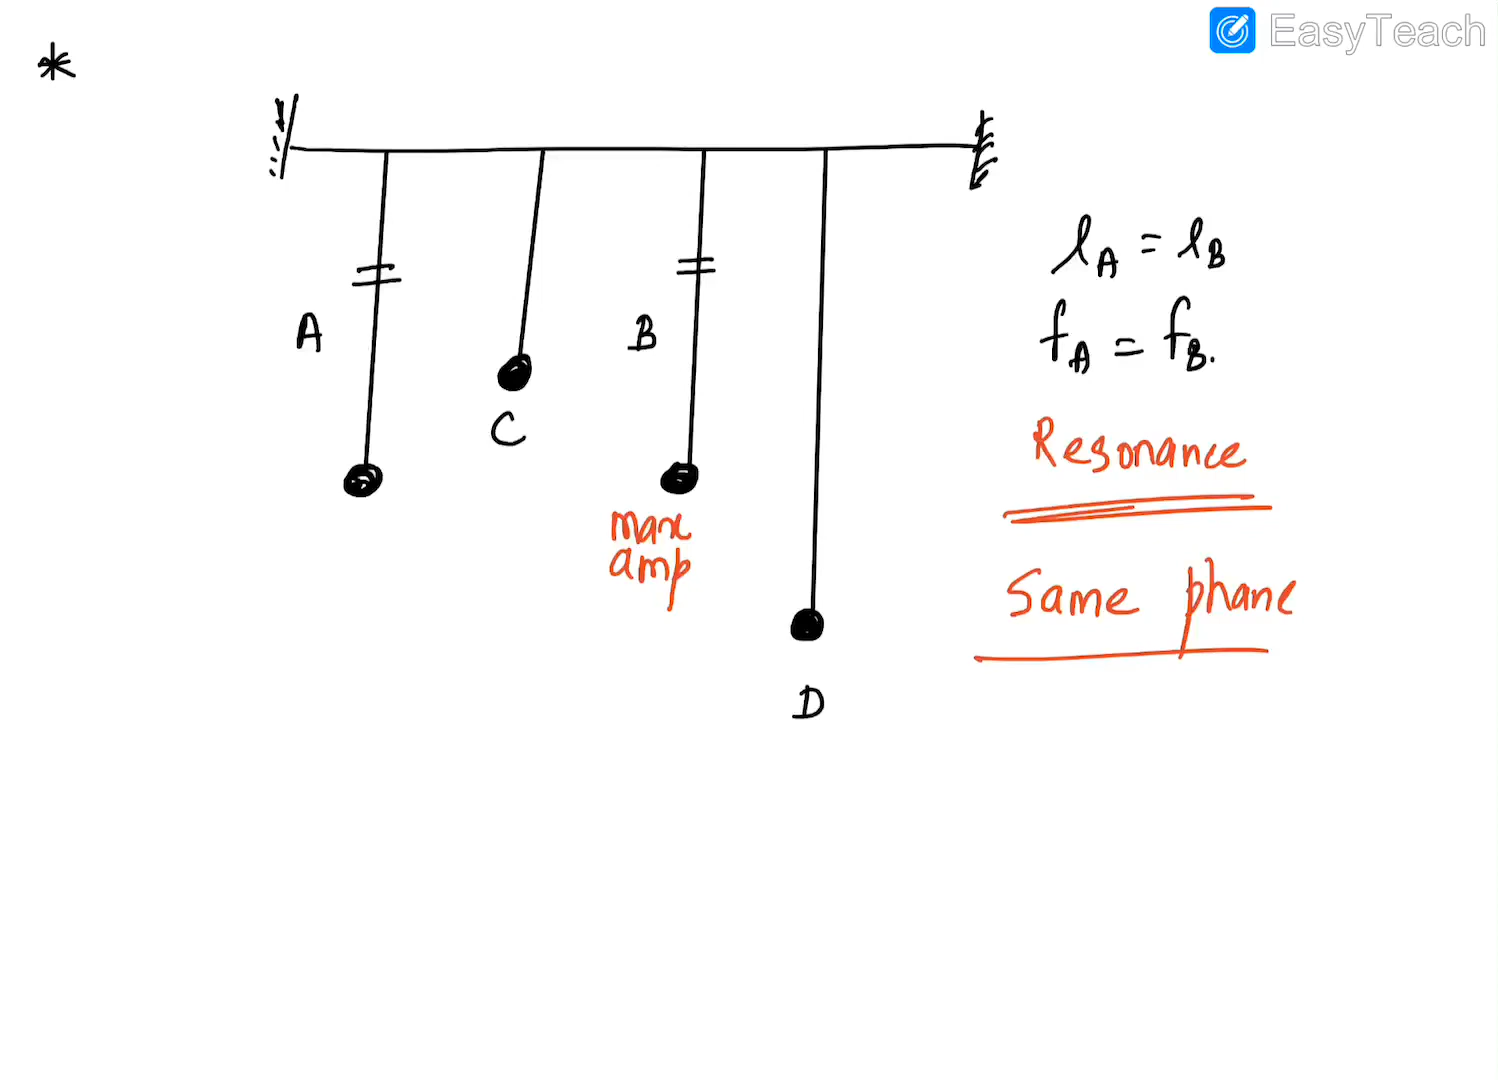 EasyTeach
*
A
B
C
D
max
amp
lA = lB
fA = fB.
Resonance
Same phase